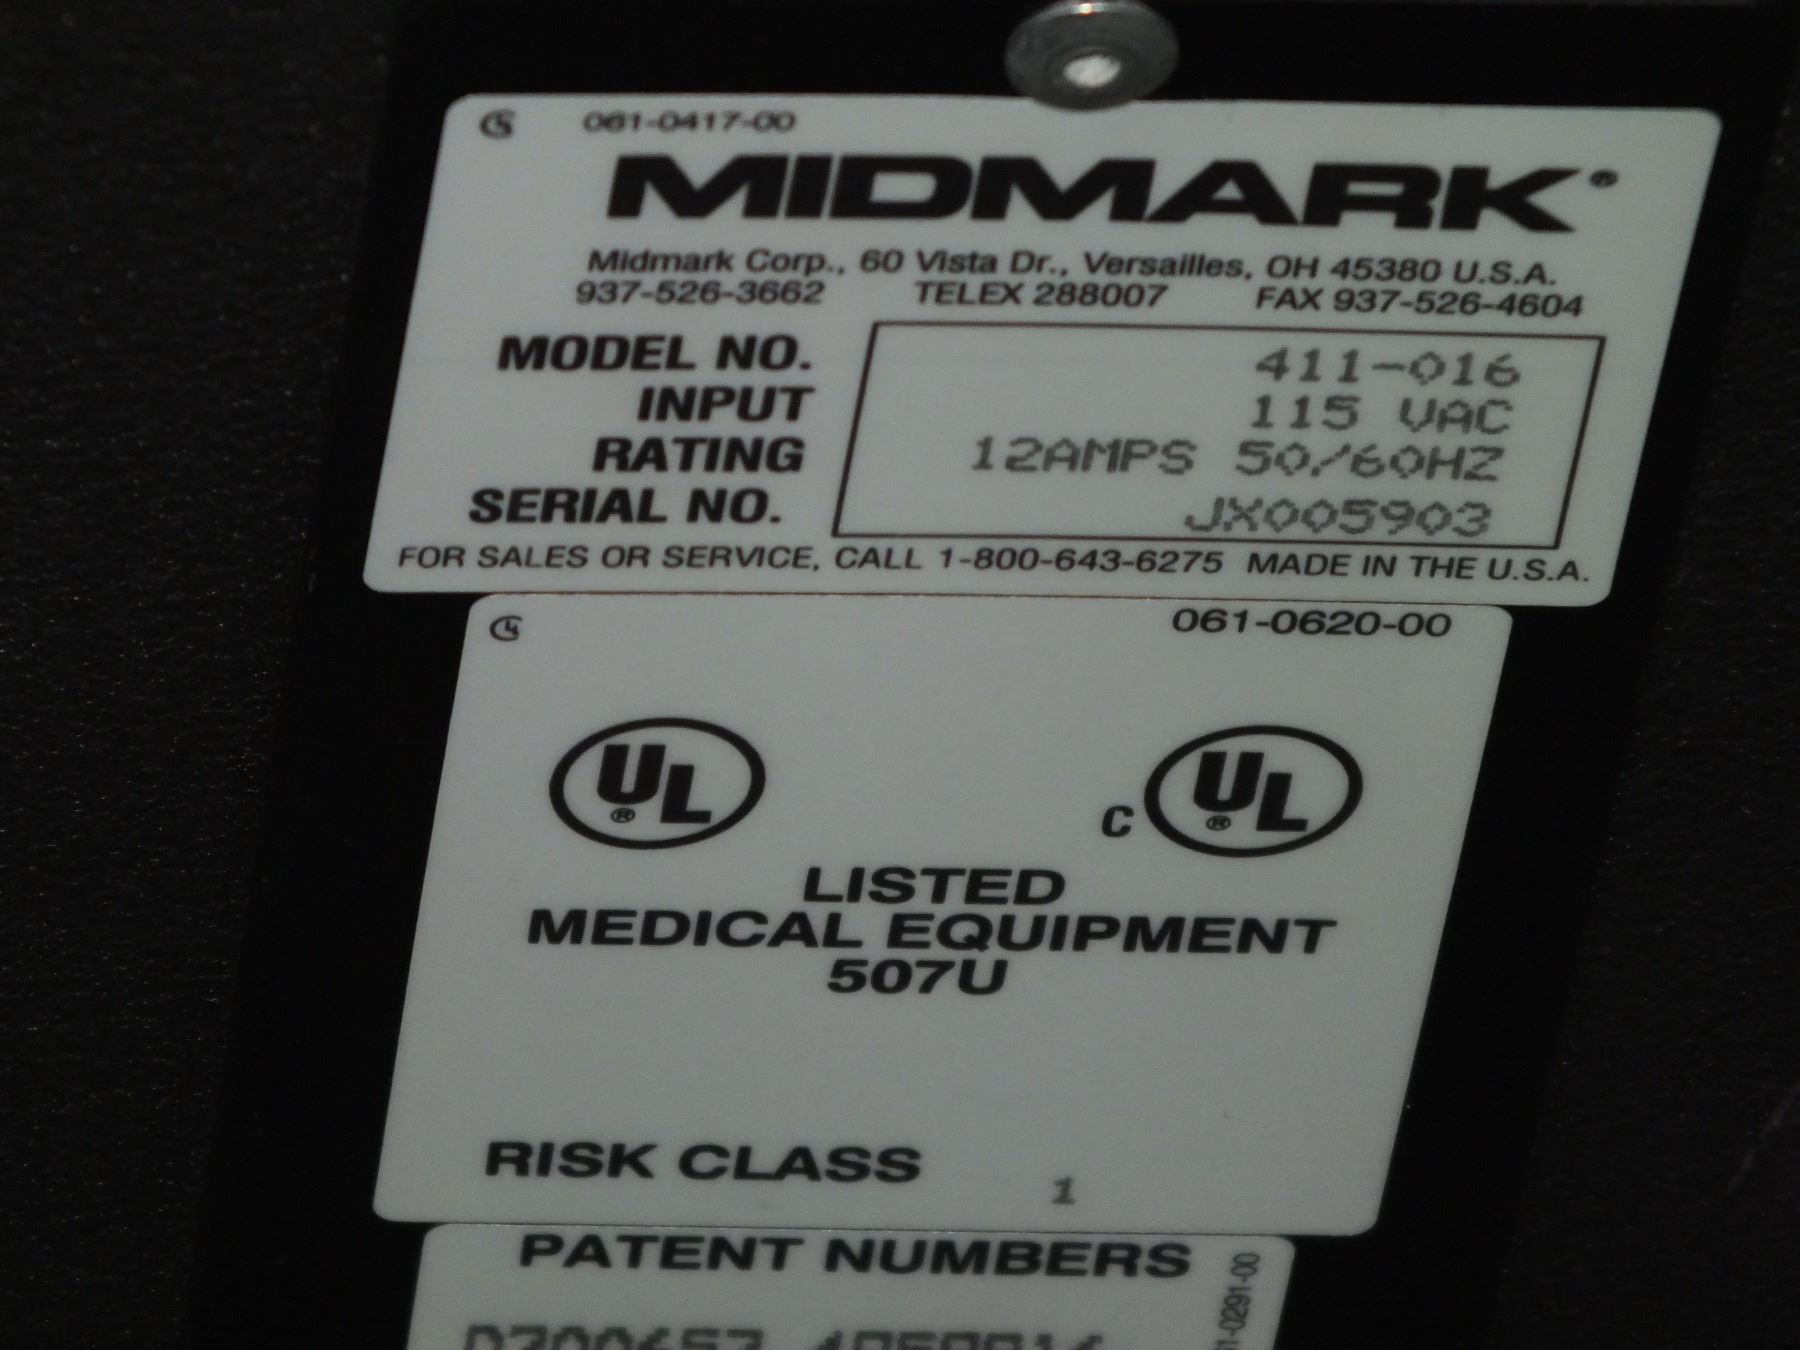 061-0417-00
MIDMARK®
Midmark Corp., 60 Vista Dr., Versailles, OH 45380 U.S.A.
937-526-3662 TELEX 288007 FAX 937-526-4604
MODEL NO. 411-016
INPUT 115 VAC
RATING 12AMPS 50/60HZ
SERIAL NO. JX005903
FOR SALES OR SERVICE, CALL 1-800-643-6275 MADE IN THE U.S.A.
061-0620-00
UL® C UL®
LISTED
MEDICAL EQUIPMENT
507U
RISK CLASS 1
PATENT NUMBERS